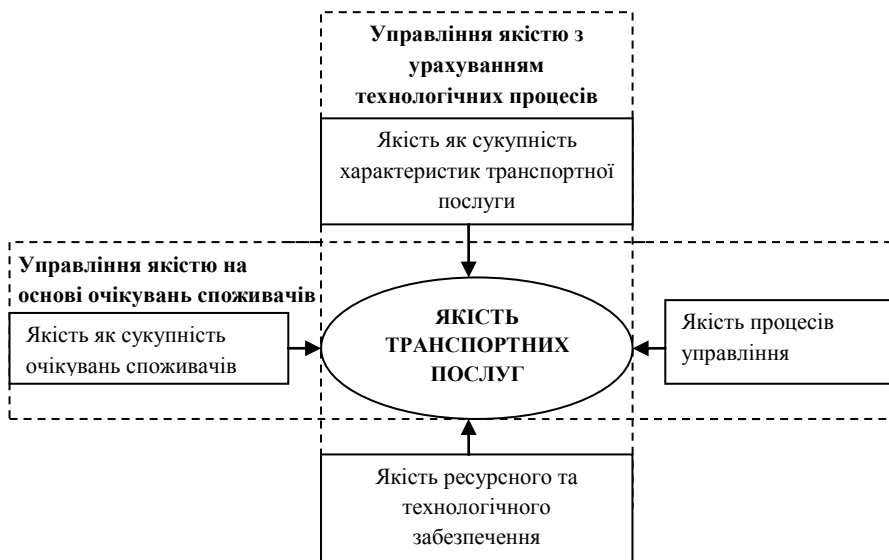 Управління якістю з
урахуванням
технологічних процесів
Якість як сукупність
характеристик транспортної
послуги
Управління якістю на
основі очікувань споживачів
Якість як сукупність
очікувань споживачів
ЯКІСТЬ
ТРАНСПОРТНИХ
ПОСЛУГ
Якість процесів
управління
Якість ресурсного та
технологічного
забезпечення